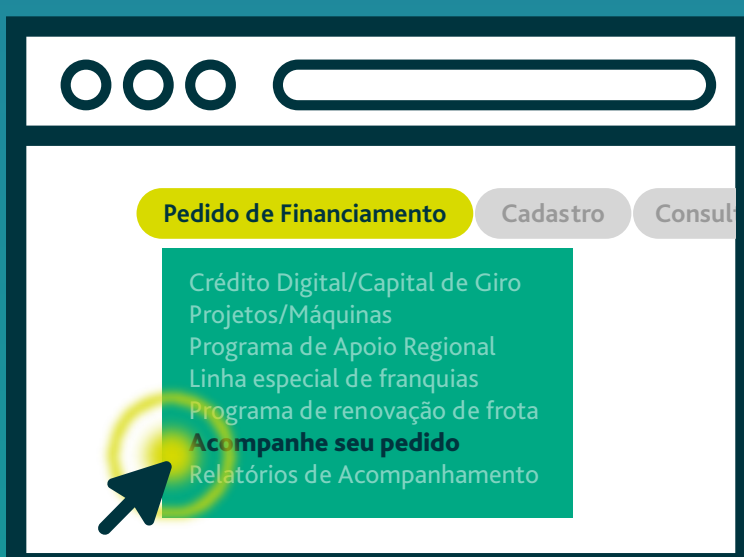 Pedido de Financiamento Cadastro Consult
Crédito Digital/Capital de Giro
Projetos/Máquinas
Programa de Apoio Regional
Linha especial de franquias
Programa de renovação de frota
Acompanhe seu pedido
Relatórios de Acompanhamento